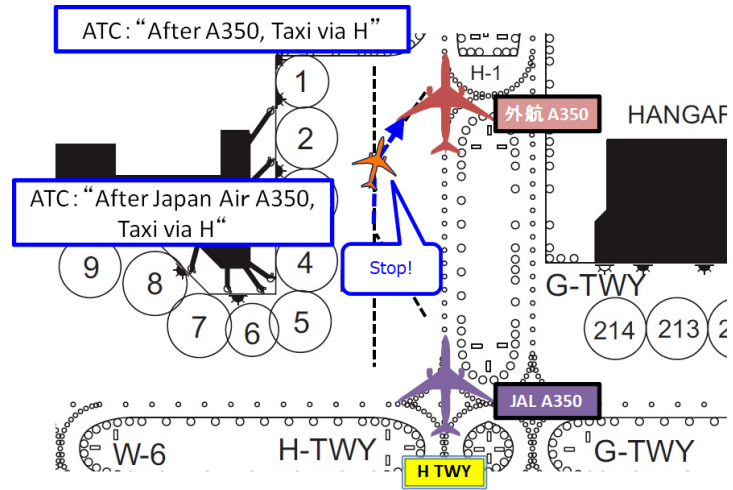 ATC：“After A350, Taxi via H”
H-1
1
外航 A350
HANGAR
2
ATC：“After Japan Air A350,
Taxi via H“
Stop!
9
8
4
G-TWY
7
6
5
214
213
2
JAL A350
W-6
H-TWY
G-TWY
H TWY